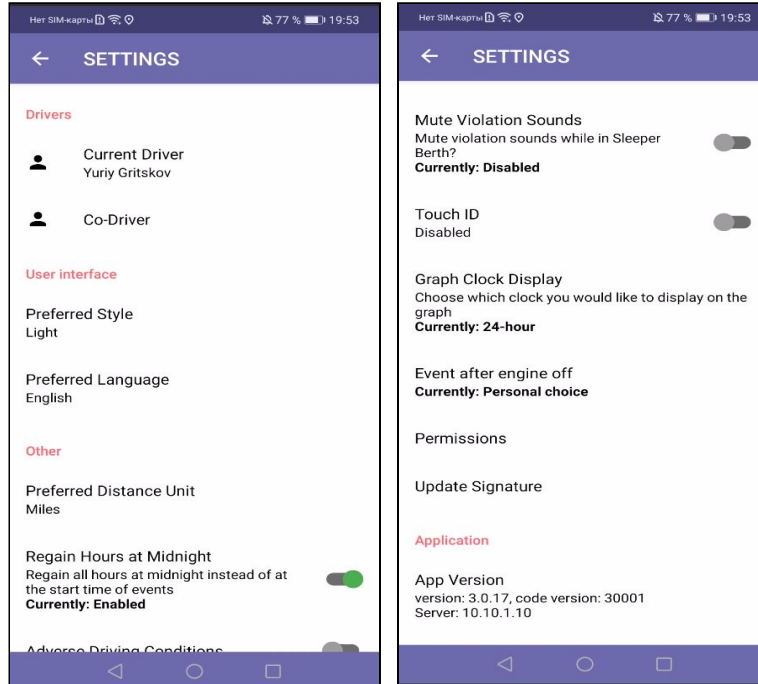 Нет SIM-карты 77 % 19:53
SETTINGS
Drivers
Current Driver
Yuriy Gritskov
Co-Driver
User interface
Preferred Style
Light
Preferred Language
English
Other
Preferred Distance Unit
Miles
Regain Hours at Midnight
Regain all hours at midnight instead of at
the start time of events
Currently: Enabled
Adverse Driving Conditions
Нет SIM-карты 77 % 19:53
SETTINGS
Mute Violation Sounds
Mute violation sounds while in Sleeper
Berth?
Currently: Disabled
Touch ID
Disabled
Graph Clock Display
Choose which clock you would like to display on the
graph
Currently: 24-hour
Event after engine off
Currently: Personal choice
Permissions
Update Signature
Application
App Version
version: 3.0.17, code version: 30001
Server: 10.10.1.10